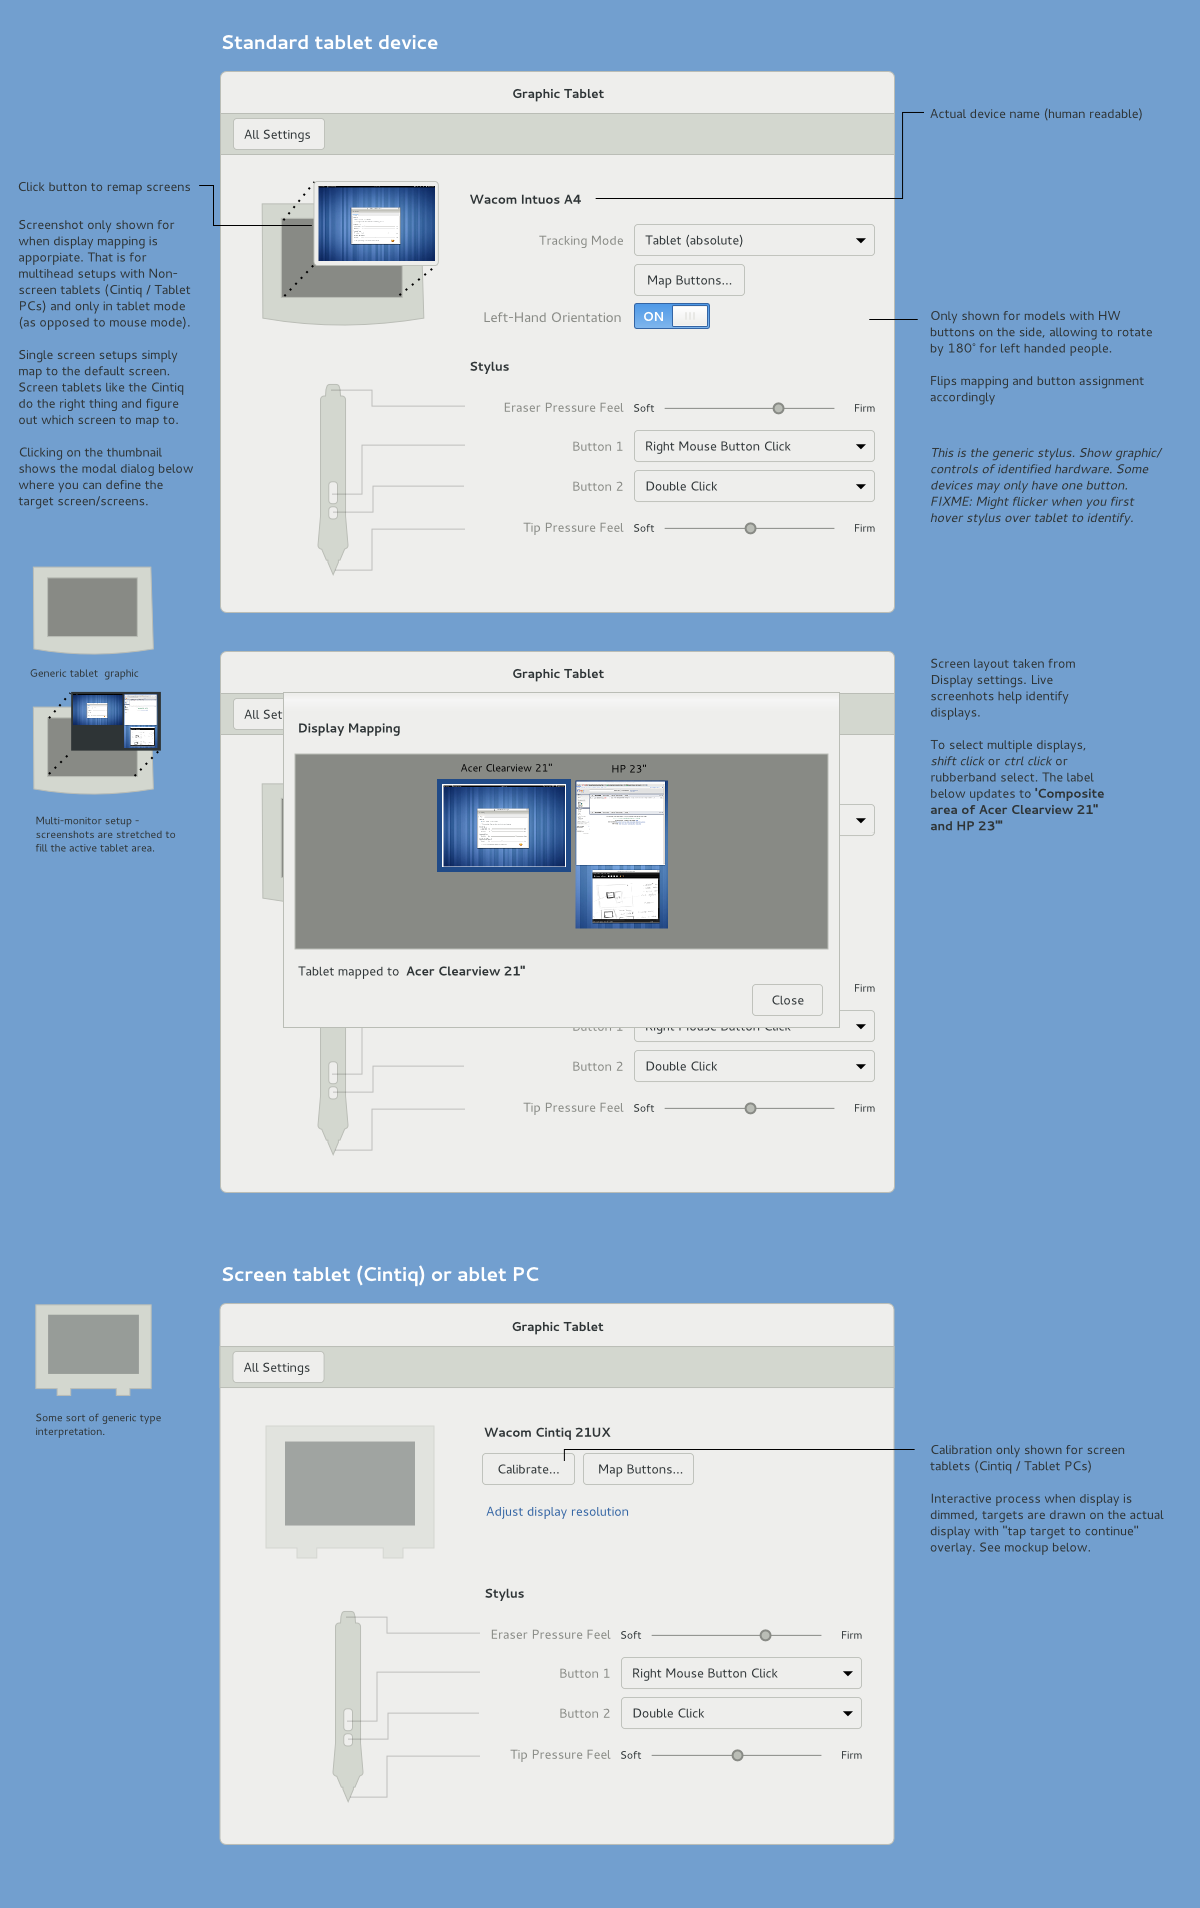 Standard tablet device
Graphic Tablet
All Settings
Actual device name (human readable)
Click button to remap screens
Screenshot only shown for
when display mapping is
apporpiate. That is for
multihead setups with Non-
screen tablets (Cintiq / Tablet
PCs) and only in tablet mode
(as opposed to mouse mode).
Single screen setups simply
map to the default screen.
Screen tablets like the Cintiq
do the right thing and figure
out which screen to map to.
Clicking on the thumbnail
shows the modal dialog below
where you can define the
target screen/screens.
Wacom Intuos A4
Tracking Mode Tablet (absolute)
Map Buttons...
Left-Hand Orientation ON
Only shown for models with HW
buttons on the side, allowing to rotate
by 180° for left handed people.
Flips mapping and button assignment
accordingly
Stylus
Eraser Pressure Feel Soft Firm
Button 1 Right Mouse Button Click
Button 2 Double Click
Tip Pressure Feel Soft Firm
This is the generic stylus. Show graphic/
controls of identified hardware. Some
devices may only have one button.
FIXME: Might flicker when you first
hover stylus over tablet to identify.
Generic tablet graphic
Multi-monitor setup -
screenshots are stretched to
fill the active tablet area.
Graphic Tablet
All Set
Display Mapping
Acer Clearview 21" HP 23"
Tablet mapped to Acer Clearview 21"
Close
Firm
Button 1 Right Mouse Button Click
Button 2 Double Click
Tip Pressure Feel Soft Firm
Screen layout taken from
Display settings. Live
screenhots help identify
displays.
To select multiple displays,
shift click or ctrl click or
rubberband select. The label
below updates to 'Composite
area of Acer Clearview 21"
and HP 23"'
Screen tablet (Cintiq) or ablet PC
Graphic Tablet
All Settings
Some sort of generic type
interpretation.
Wacom Cintiq 21UX
Calibrate... Map Buttons...
Adjust display resolution
Calibration only shown for screen
tablets (Cintiq / Tablet PCs)
Interactive process when display is
dimmed, targets are drawn on the actual
display with "tap target to continue"
overlay. See mockup below.
Stylus
Eraser Pressure Feel Soft Firm
Button 1 Right Mouse Button Click
Button 2 Double Click
Tip Pressure Feel Soft Firm